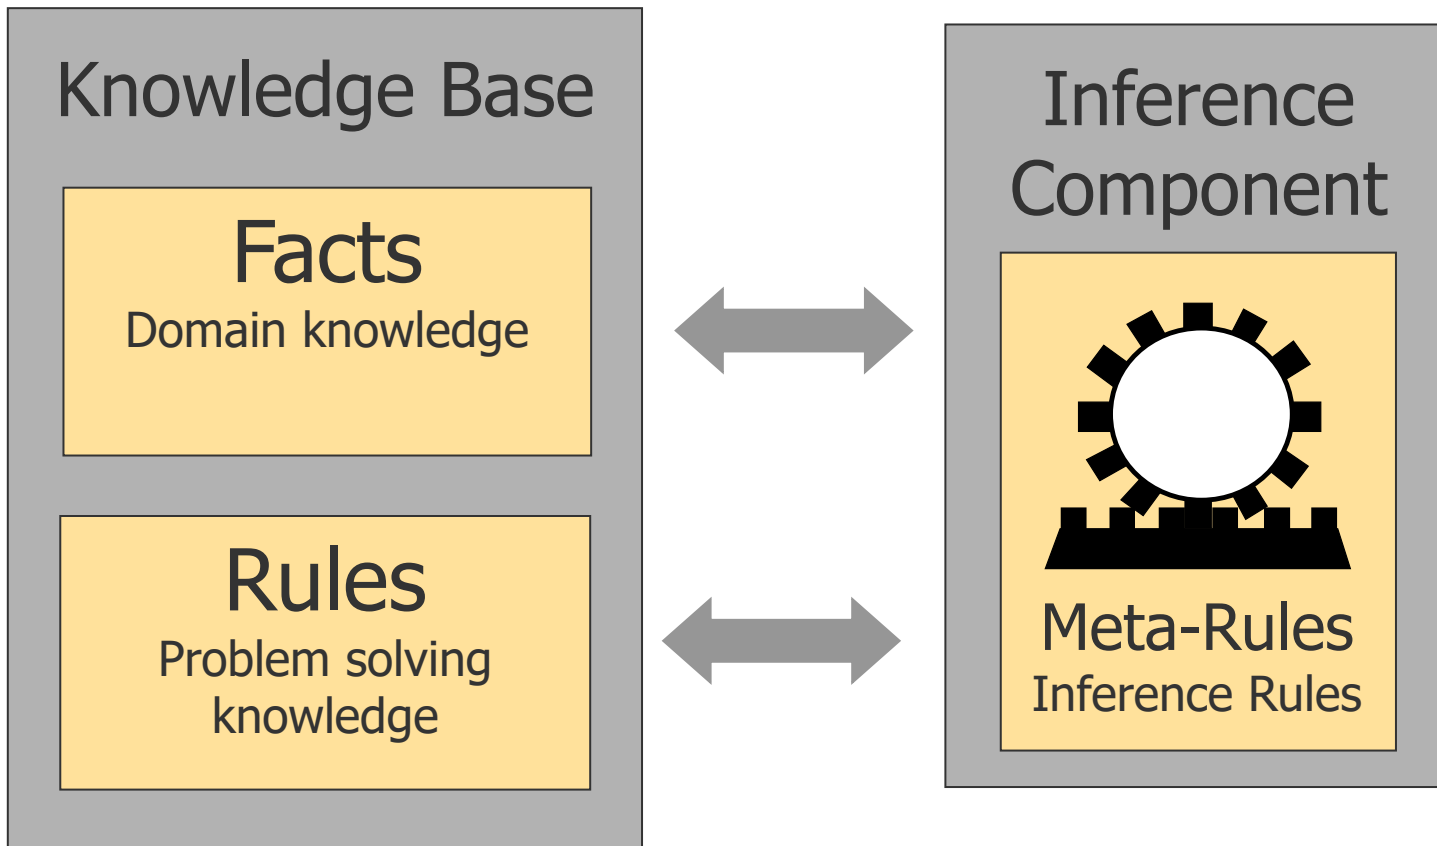 Knowledge Base
Facts
Domain knowledge
Rules
Problem solving
knowledge
Inference
Component
Meta-Rules
Inference Rules